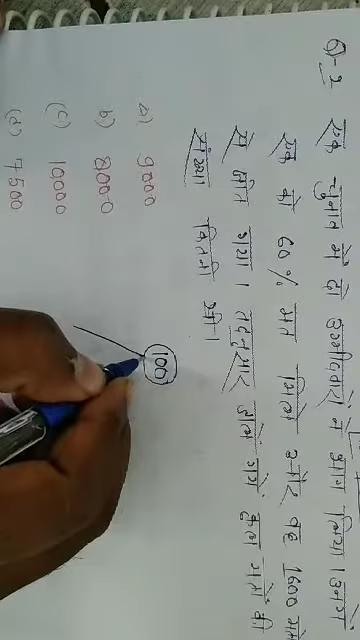 Q-2 एक चुनाव में दो उम्मीदवारों ने भाग लिया। उनमें
एक को 60% मत मिले और वह 1600 मतों
से जीत गया। तद्नुसार डाले गये कुल मतों की
संख्या कितनी थी।
a) 9000
b) 8000
(c) 10000
(d) 7500
100